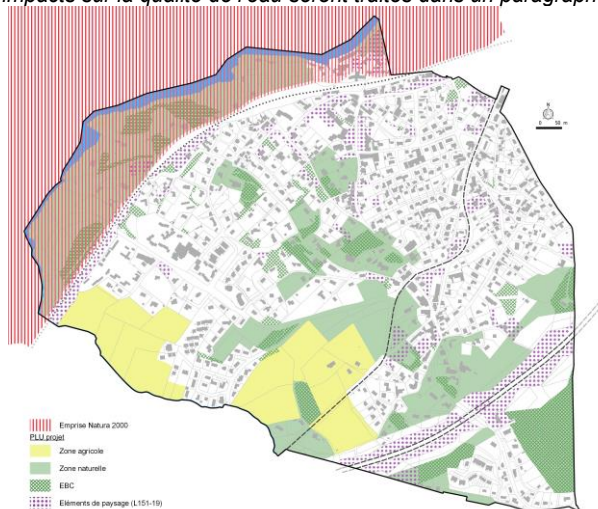 impacts sur la qualité de l'eau seront traités dans un paragraph
N
0 50 m
Emprise Natura 2000
PLU projet
Zone agricole
Zone naturelle
EBC
Eléments de paysage (L151-19)